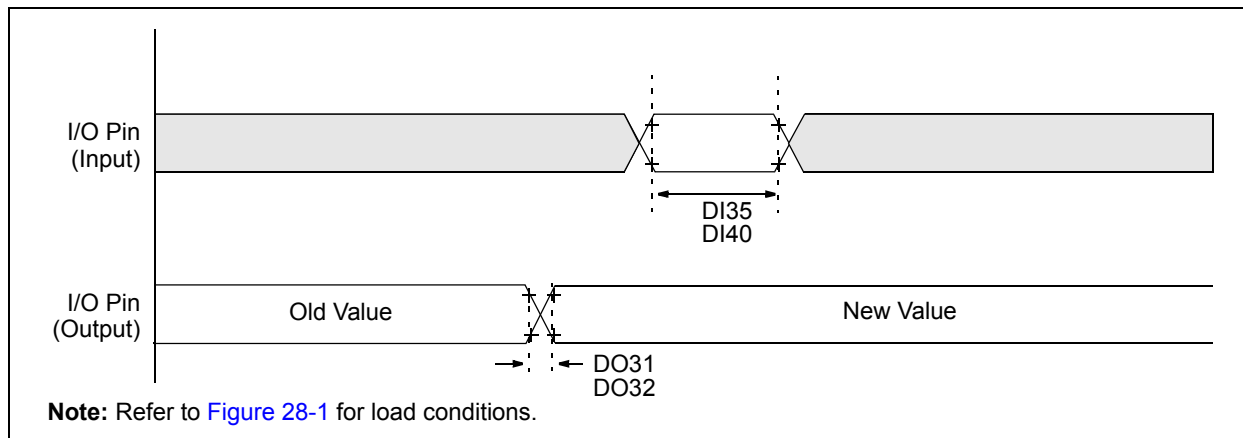 I/O Pin
(Input)
DI35
DI40
I/O Pin
(Output)
Old Value
New Value
DO31
DO32
Note: Refer to Figure 28-1 for load conditions.